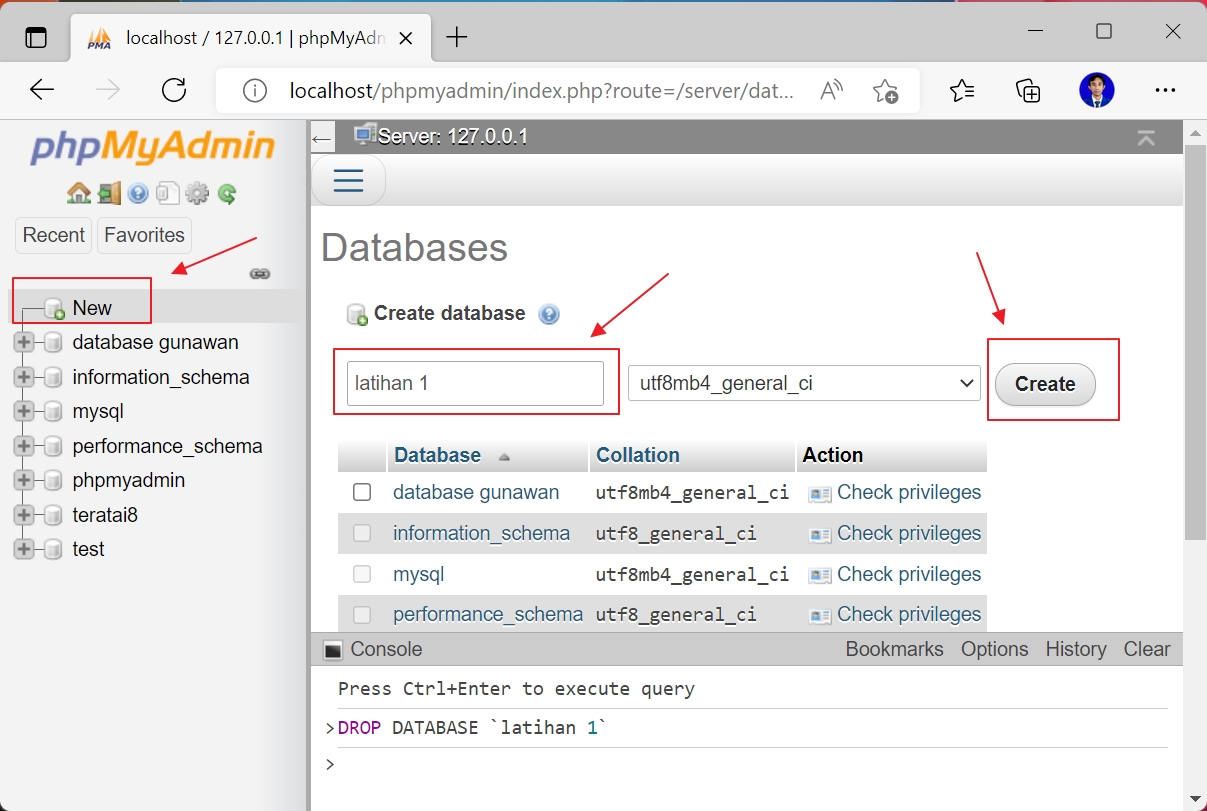 PMA
localhost / 127.0.0.1 | phpMyAdn
localhost/phpmyadmin/index.php?route=/server/dat...
phpMyAdmin
Recent
Favorites
New
database gunawan
information_schema
mysql
performance_schema
phpmyadmin
teratai8
test
Server: 127.0.0.1
Databases
Create database
latihan 1
utf8mb4_general_ci
Create
Database Collation Action
database gunawan utf8mb4_general_ci Check privileges
information_schema utf8_general_ci Check privileges
mysql utf8mb4_general_ci Check privileges
performance_schema utf8_general_ci Check privileges
Console Bookmarks Options History Clear
Press Ctrl+Enter to execute query
>DROP DATABASE `latihan 1`
>